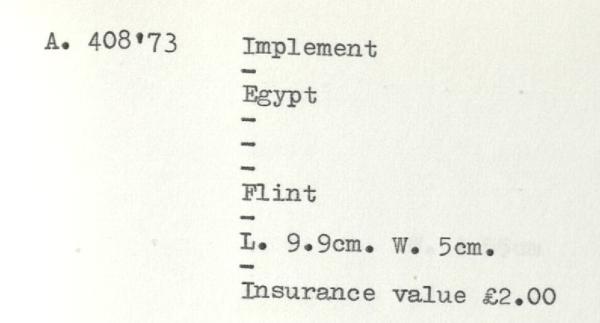 A. 408'73 Implement
-
Egypt
-
-
-
Flint
-
L. 9.9cm. W. 5cm.
-
Insurance value £2.00